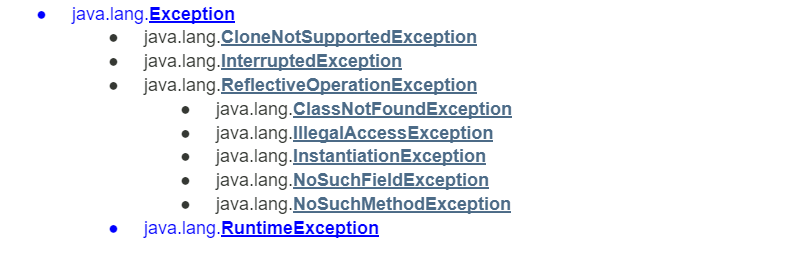 ● java.lang.Exception
● java.lang.CloneNotSupportedException
● java.lang.InterruptedException
● java.lang.ReflectiveOperationException
● java.lang.ClassNotFoundException
● java.lang.IllegalAccessException
● java.lang.InstantiationException
● java.lang.NoSuchFieldException
● java.lang.NoSuchMethodException
● java.lang.RuntimeException